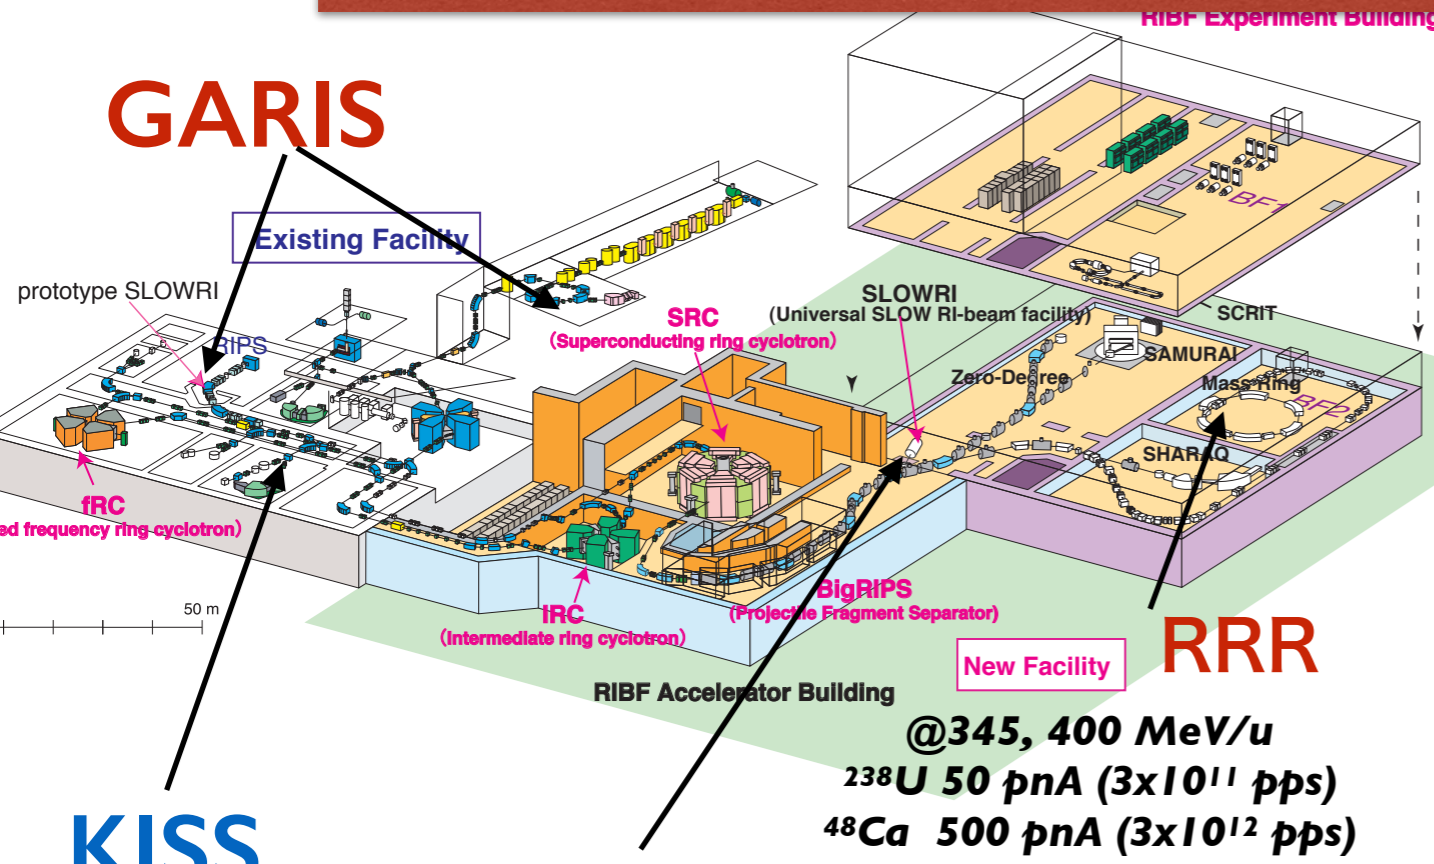 RIBF Experiment Building
GARIS
Existing Facility
prototype SLOWRI
RIPS
SRC
(Superconducting ring cyclotron)
SLOWRI
(Universal SLOW RI-beam facility)
BF1
SCRIT
SAMURAI
Zero-Degree
Mass Ring
BF2
SHARAQ
fRC
ed frequency ring cyclotron)
IRC
(Intermediate ring cyclotron)
BigRIPS
(Projectile Fragment Separator)
50 m
RIBF Accelerator Building
New Facility
RRR
@345, 400 MeV/u
²³⁸U 50 pnA (3x10¹¹ pps)
⁴⁸Ca 500 pnA (3x10¹² pps)
KISS